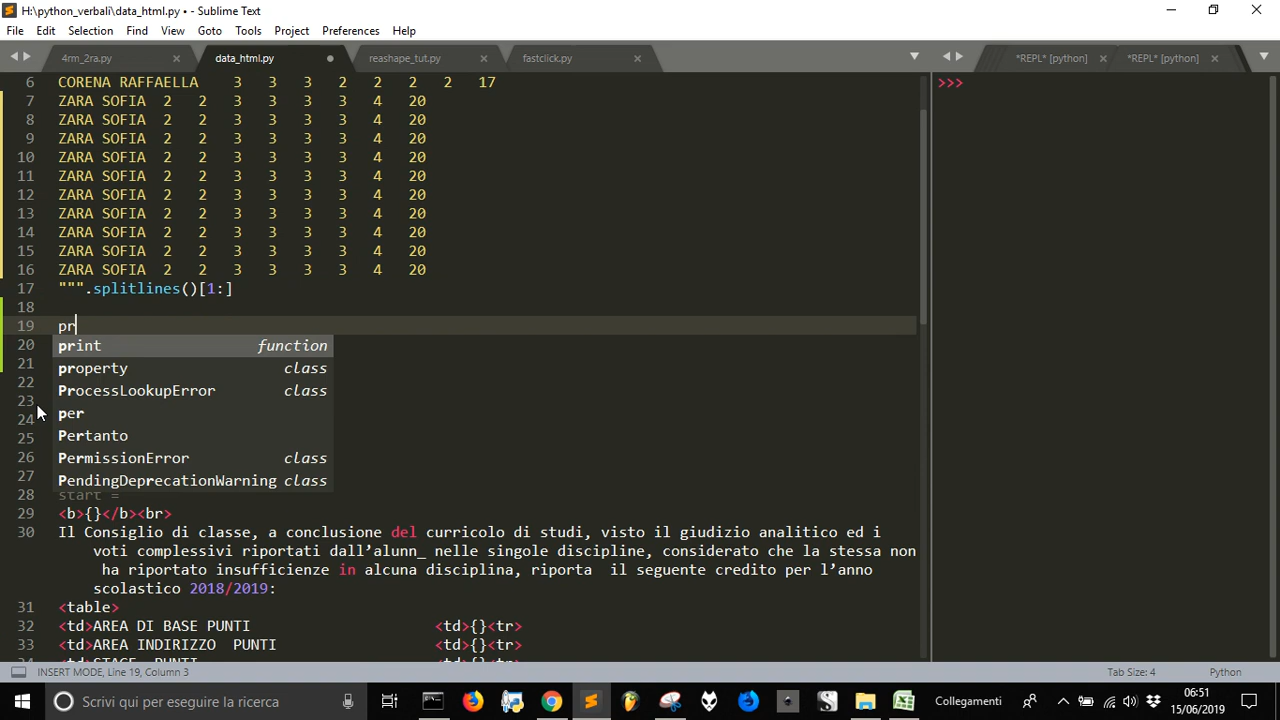 H:\python_verbali\data_html.py • - Sublime Text
File Edit Selection Find View Goto Tools Project Preferences Help
4rm_2ra.py × data_html.py reashape_tut.py × fastclick.py × *REPL* [python] × *REPL* [python] ×
6 CORENA RAFFAELLA 3 3 3 2 2 2 2 17
>>>
7 ZARA SOFIA 2 2 3 3 3 3 4 20
8 ZARA SOFIA 2 2 3 3 3 3 4 20
9 ZARA SOFIA 2 2 3 3 3 3 4 20
10 ZARA SOFIA 2 2 3 3 3 3 4 20
11 ZARA SOFIA 2 2 3 3 3 3 4 20
12 ZARA SOFIA 2 2 3 3 3 3 4 20
13 ZARA SOFIA 2 2 3 3 3 3 4 20
14 ZARA SOFIA 2 2 3 3 3 3 4 20
15 ZARA SOFIA 2 2 3 3 3 3 4 20
16 ZARA SOFIA 2 2 3 3 3 3 4 20
17 """.splitlines()[1:]
18
19 pr
20 print function
21 property class
22 ProcessLookupError class
23
24 per
25 Pertanto
26 PermissionError class
27 PendingDeprecationWarning class
28 start =
29 <b>{}</b><br>
30 Il Consiglio di classe, a conclusione del curricolo di studi, visto il giudizio analitico ed i
voti complessivi riportati dall’alunn_ nelle singole discipline, considerato che la stessa non
ha riportato insufficienze in alcuna disciplina, riporta il seguente credito per l’anno
scolastico 2018/2019:
31 <table>
32 <td>AREA DI BASE PUNTI <td>{}<tr>
33 <td>AREA INDIRIZZO PUNTI <td>{}<tr>
34 <td>STAGE PUNTI <td>{}<tr>
INSERT MODE, Line 19, Column 3 Tab Size: 4 Python
Scrivi qui per eseguire la ricerca Collegamenti 06:51
15/06/2019